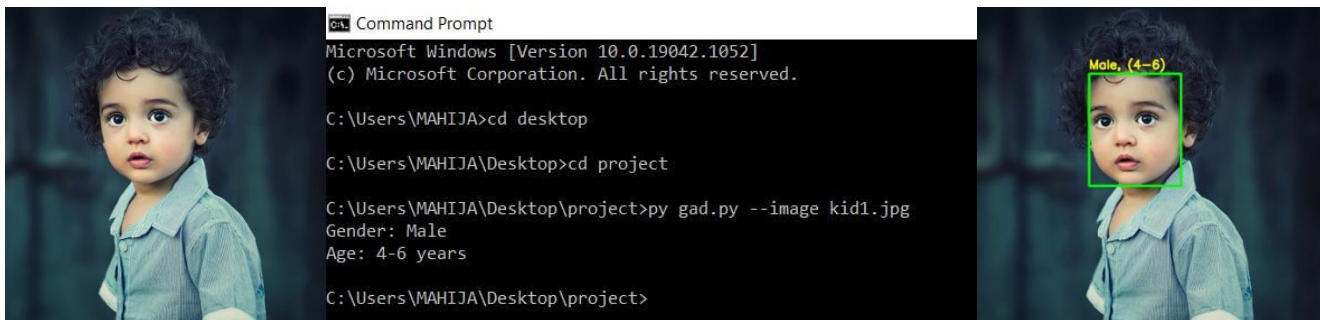 Command Prompt
Microsoft Windows [Version 10.0.19042.1052]
(c) Microsoft Corporation. All rights reserved.
C:\Users\MAHIJA>cd desktop
C:\Users\MAHIJA\Desktop>cd project
C:\Users\MAHIJA\Desktop\project>py gad.py --image kid1.jpg
Gender: Male
Age: 4-6 years
C:\Users\MAHIJA\Desktop\project>
Male, (4-6)